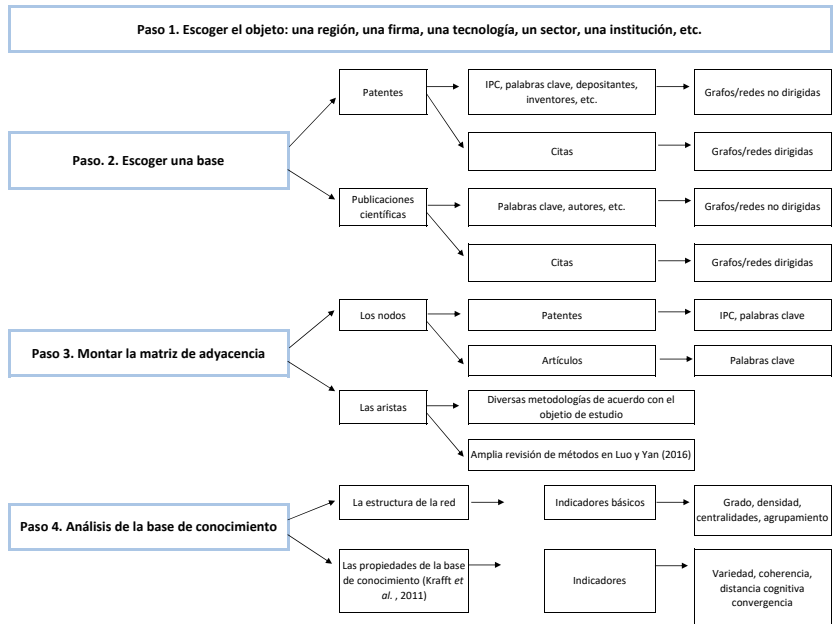 Paso 1. Escoger el objeto: una región, una firma, una tecnología, un sector, una institución, etc.
Paso. 2. Escoger una base
Patentes
IPC, palabras clave, depositantes,
inventores, etc.
Grafos/redes no dirigidas
Citas
Grafos/redes dirigidas
Publicaciones
científicas
Palabras clave, autores, etc.
Grafos/redes no dirigidas
Citas
Grafos/redes dirigidas
Paso 3. Montar la matriz de adyacencia
Los nodos
Patentes
IPC, palabras clave
Artículos
Palabras clave
Las aristas
Diversas metodologías de acuerdo con el
objetio de estudio
Amplia revisión de métodos en Luo y Yan (2016)
Paso 4. Análisis de la base de conocimiento
La estructura de la red
Indicadores básicos
Grado, densidad,
centralidades, agrupamiento
Las propiedades de la base
de conocimiento (Krafft et
al. , 2011)
Indicadores
Variedad, coherencia,
distancia cognitiva
convergencia